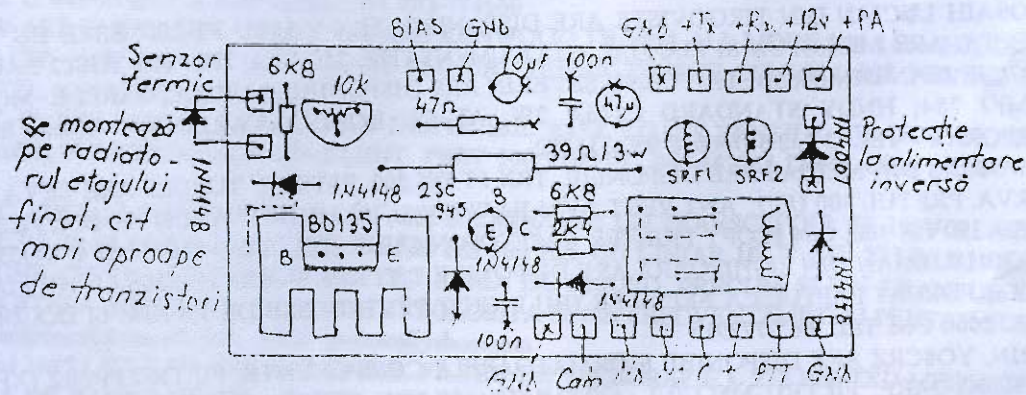 BiAS GND
GND +Tx +Rx +12v +PA
Senzor
termic
6K8
10k
10µF
100n
47µ
47Ω
se montează
pe radiato-
rul etajului
final, cît
mai aproape
de tranzistori
1N4148
1N4148
39Ω/3w
SRF1
SRF2
1N4007
Protecție
la alimentare
inversă
2SC
945
B
E
C
6K8
2K4
BD135
B
E
1N4148
1N4148
1N4148
100n
GND Com
PTT GND